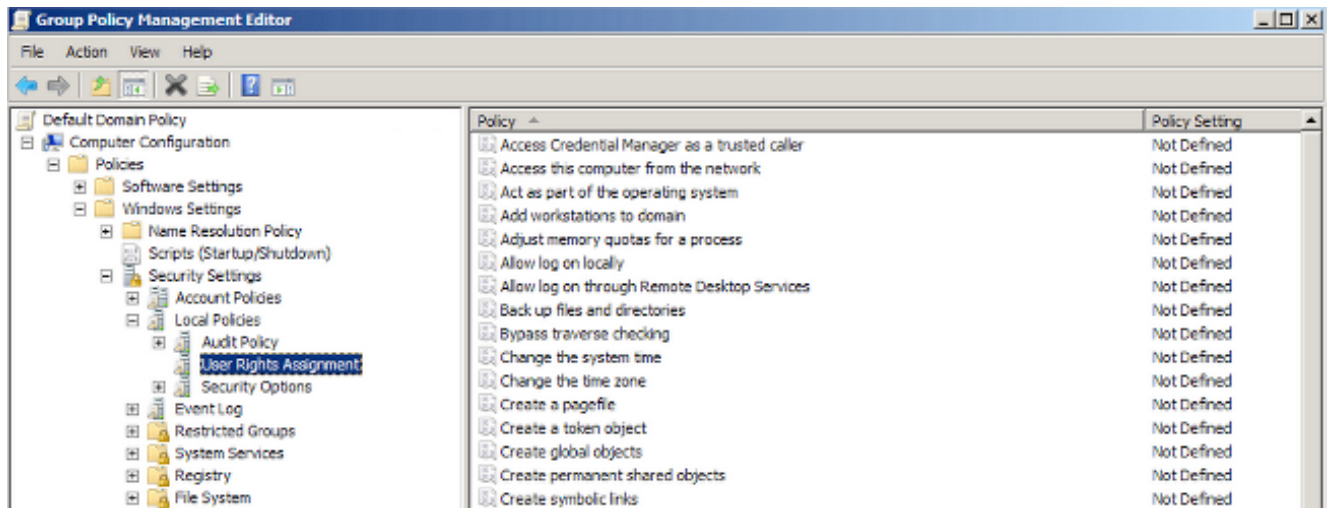 Group Policy Management Editor
File Action View Help
Default Domain Policy
Computer Configuration
Policies
Software Settings
Windows Settings
Name Resolution Policy
Scripts (Startup/Shutdown)
Security Settings
Account Policies
Local Policies
Audit Policy
User Rights Assignment
Security Options
Event Log
Restricted Groups
System Services
Registry
File System
Policy Policy Setting
Access Credential Manager as a trusted caller Not Defined
Access this computer from the network Not Defined
Act as part of the operating system Not Defined
Add workstations to domain Not Defined
Adjust memory quotas for a process Not Defined
Allow log on locally Not Defined
Allow log on through Remote Desktop Services Not Defined
Back up files and directories Not Defined
Bypass traverse checking Not Defined
Change the system time Not Defined
Change the time zone Not Defined
Create a pagefile Not Defined
Create a token object Not Defined
Create global objects Not Defined
Create permanent shared objects Not Defined
Create symbolic links Not Defined